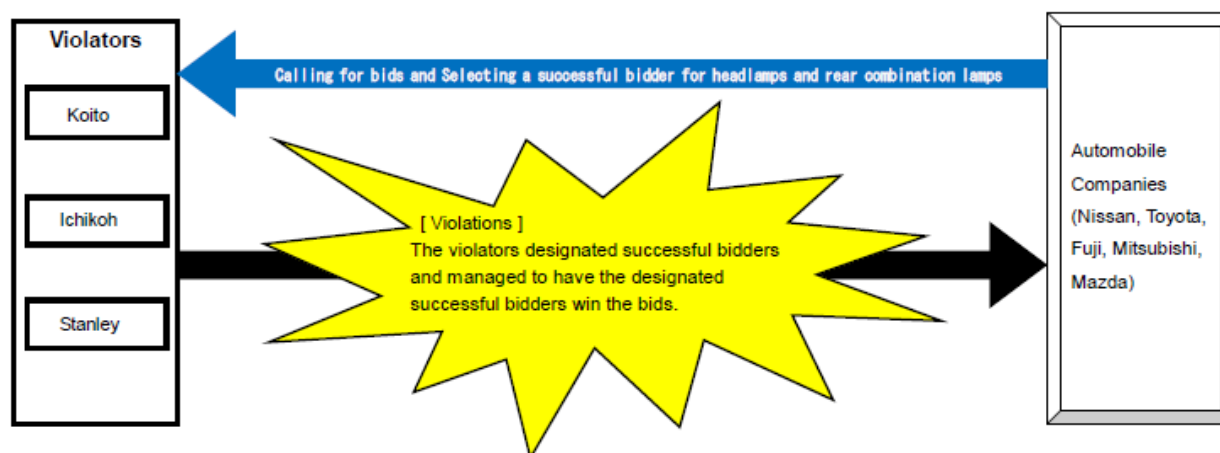 Violators
Koito
Ichikoh
Stanley
Calling for bids and Selecting a successful bidder for headlamps and rear combination lamps
[ Violations ]
The violators designated successful bidders
and managed to have the designated
successful bidders win the bids.
Automobile
Companies
(Nissan, Toyota,
Fuji, Mitsubishi,
Mazda)